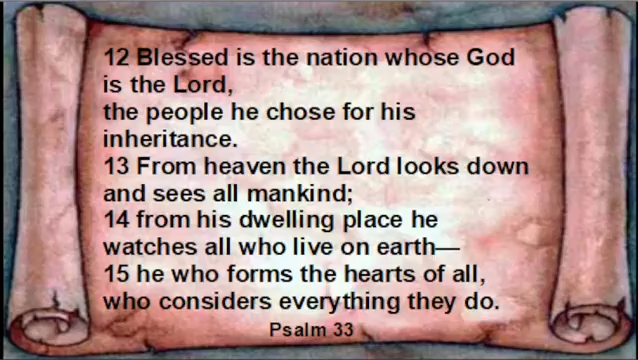 12 Blessed is the nation whose God
is the Lord,
the people he chose for his
inheritance.
13 From heaven the Lord looks down
and sees all mankind;
14 from his dwelling place he
watches all who live on earth—
15 he who forms the hearts of all,
who considers everything they do.
Psalm 33